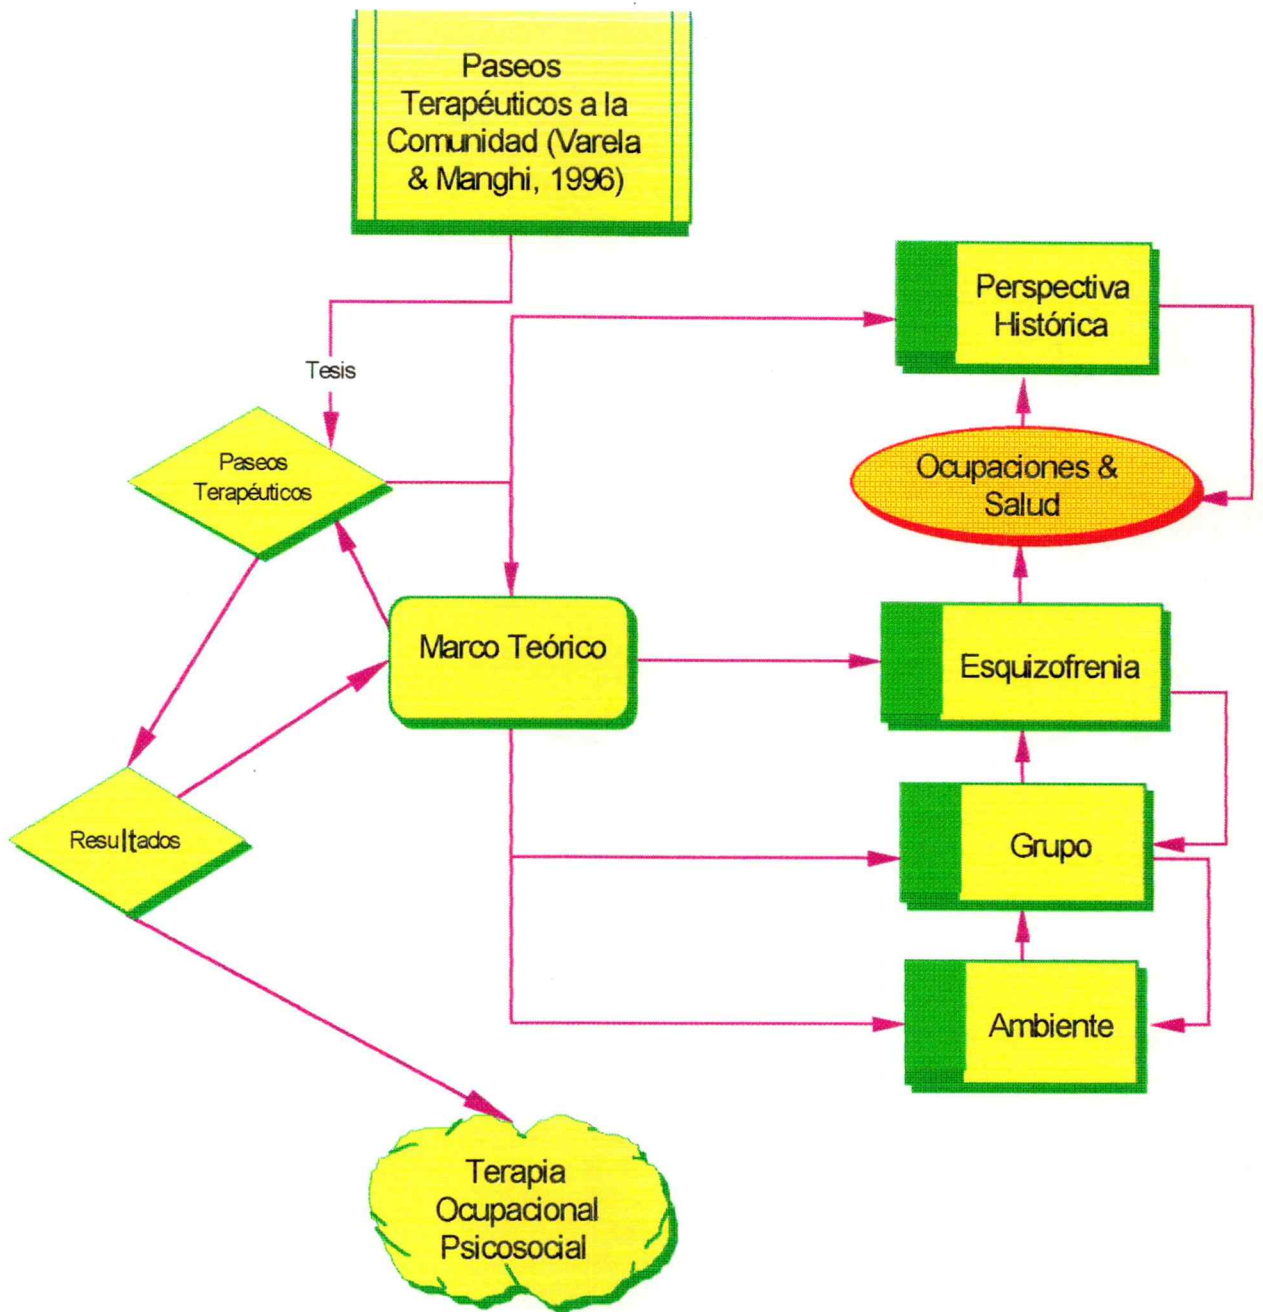 Paseos
Terapéuticos a la
Comunidad (Varela
& Manghi, 1996)
Perspectiva
Histórica
Tesis
Paseos
Terapéuticos
Ocupaciones &
Salud
Marco Teórico
Esquizofrenia
Resultados
Grupo
Ambiente
Terapia
Ocupacional
Psicosocial